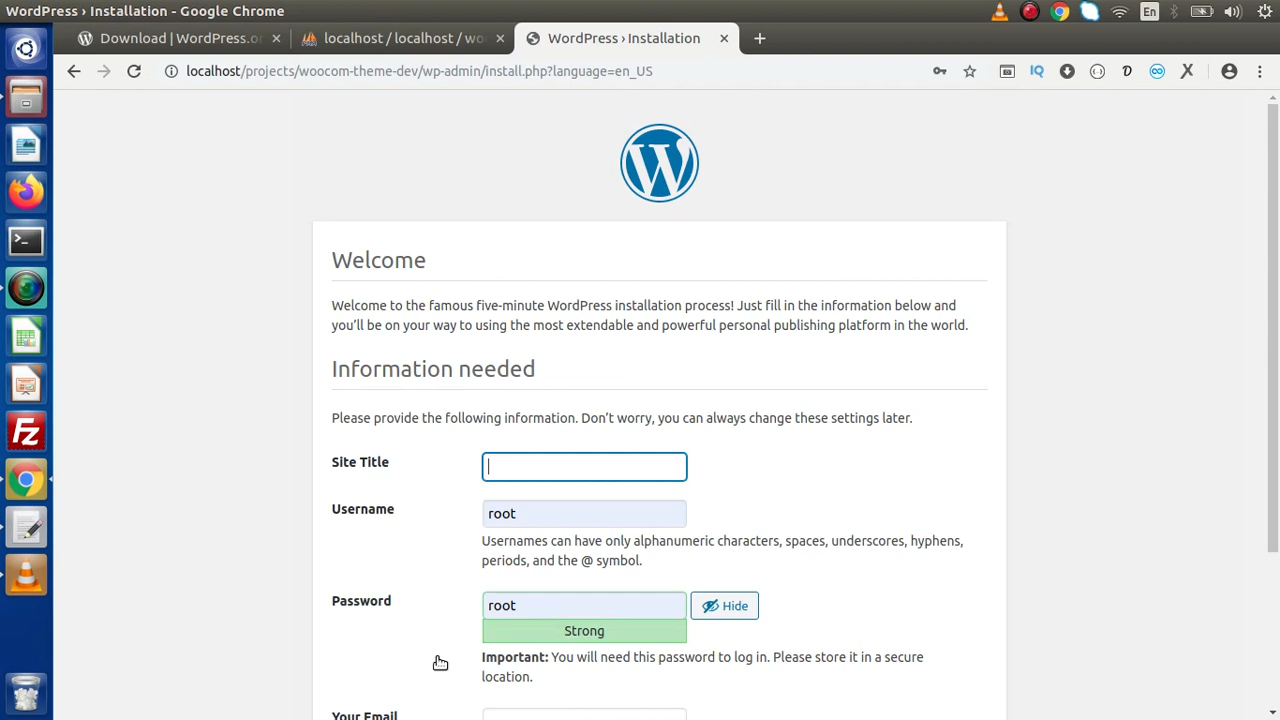 WordPress › Installation - Google Chrome
En
Download | WordPress.or
localhost / localhost / wo
WordPress › Installation
localhost/projects/woocom-theme-dev/wp-admin/install.php?language=en_US
IQ
Welcome
Welcome to the famous five-minute WordPress installation process! Just fill in the information below and
you’ll be on your way to using the most extendable and powerful personal publishing platform in the world.
Information needed
Please provide the following information. Don’t worry, you can always change these settings later.
Site Title
Username
root
Usernames can have only alphanumeric characters, spaces, underscores, hyphens,
periods, and the @ symbol.
Password
root
Hide
Strong
Important: You will need this password to log in. Please store it in a secure
location.
Your Email